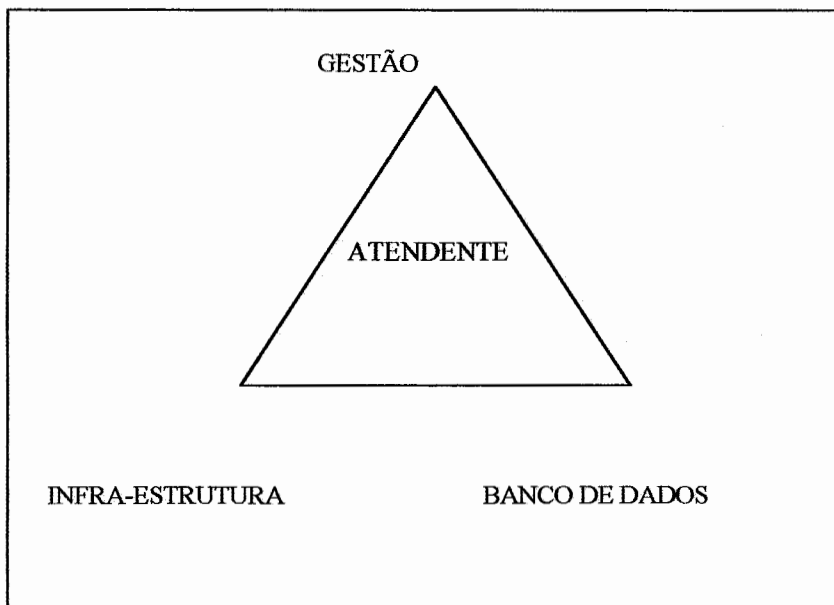 GESTÃO
ATENDENTE
INFRA-ESTRUTURA
BANCO DE DADOS